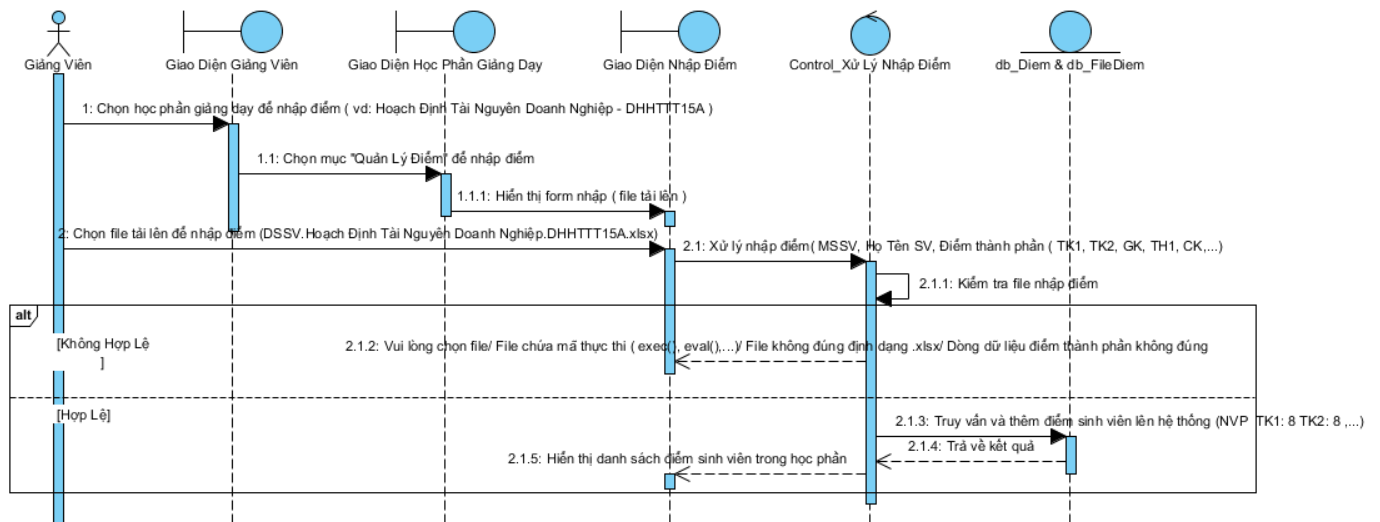 Giảng Viên
Giao Diện Giảng Viên
Giao Diện Học Phần Giảng Dạy
Giao Diện Nhập Điểm
Control_Xử Lý Nhập Điểm
db_Diem & db_FileDiem
1: Chọn học phần giảng dạy để nhập điểm ( vd: Hoạch Định Tài Nguyên Doanh Nghiệp - DHHTTT15A )
1.1: Chọn mục "Quản Lý Điểm" để nhập điểm
1.1.1: Hiển thị form nhập ( file tải lên )
2: Chọn file tải lên để nhập điểm (DSSV.Hoạch Định Tài Nguyên Doanh Nghiệp.DHHTTT15A.xlsx)
2.1: Xử lý nhập điểm( MSSV, Họ Tên SV, Điểm thành phần ( TK1, TK2, GK, TH1, CK,...)
2.1.1: Kiểm tra file nhập điểm
alt
[Không Hợp Lệ
]
2.1.2: Vui lòng chọn file/ File chứa mã thực thi ( exec(), eval(),...)/ File không đúng định dạng .xlsx/ Dòng dữ liệu điểm thành phần không đúng
[Hợp Lệ]
2.1.3: Truy vấn và thêm điểm sinh viên lên hệ thống (NVP TK1: 8 TK2: 8 ,...)
2.1.4: Trả về kết quả
2.1.5: Hiển thị danh sách điểm sinh viên trong học phần